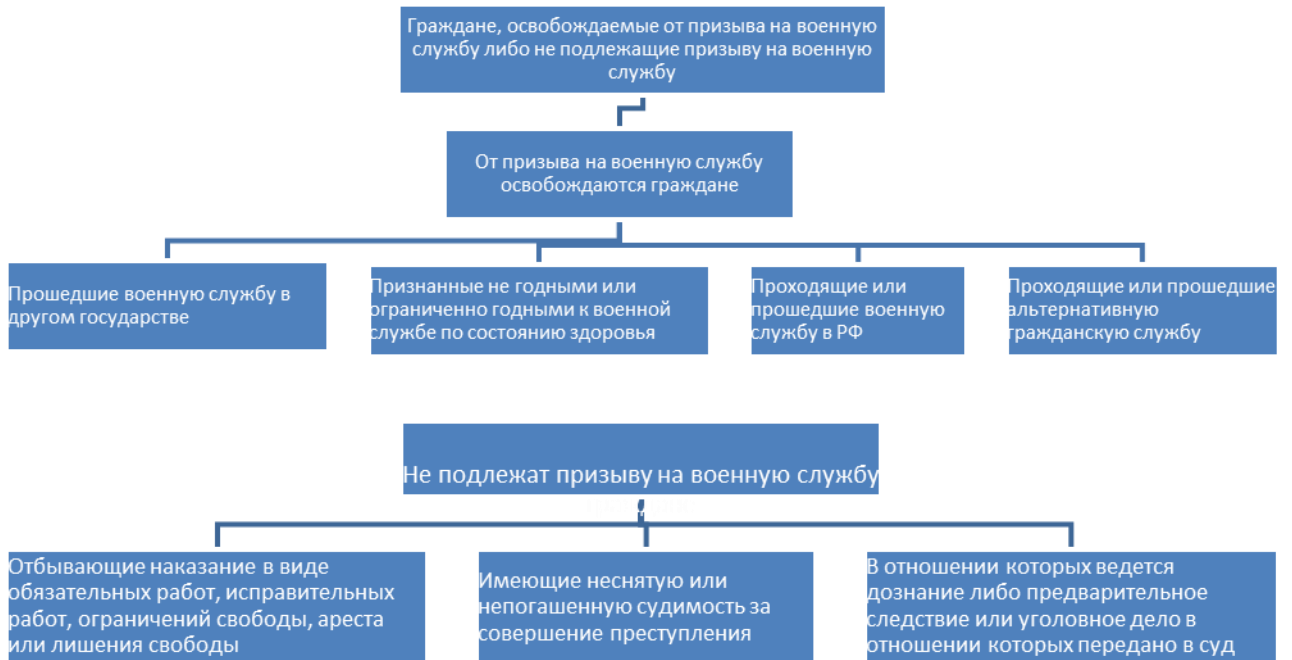 Граждане, освобождаемые от призыва на военную
службу либо не подлежащие призыву на военную
службу
От призыва на военную службу
освобождаются граждане
Прошедшие военную службу в
другом государстве
Признанные не годными или
ограниченно годными к военной
службе по состоянию здоровья
Проходящие или
прошедшие военную
службу в РФ
Проходящие или прошедшие
альтернативную
гражданскую службу
Не подлежат призыву на военную службу
Отбывающие наказание в виде
обязательных работ, исправительных
работ, ограничений свободы, ареста
или лишения свободы
Имеющие неснятую или
непогашенную судимость за
совершение преступления
В отношении которых ведется
дознание либо предварительное
следствие или уголовное дело в
отношении которых передано в суд